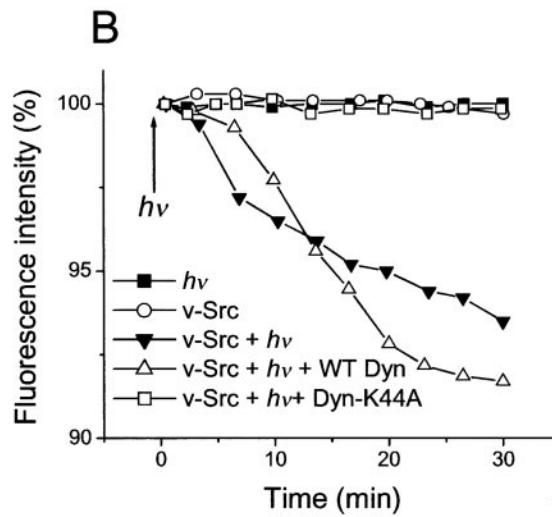 B
Fluorescence intensity (%)
100
95
90
hν
hν
v-Src
v-Src + hν
v-Src + hν + WT Dyn
v-Src + hν+ Dyn-K44A
0
10
20
30
Time (min)